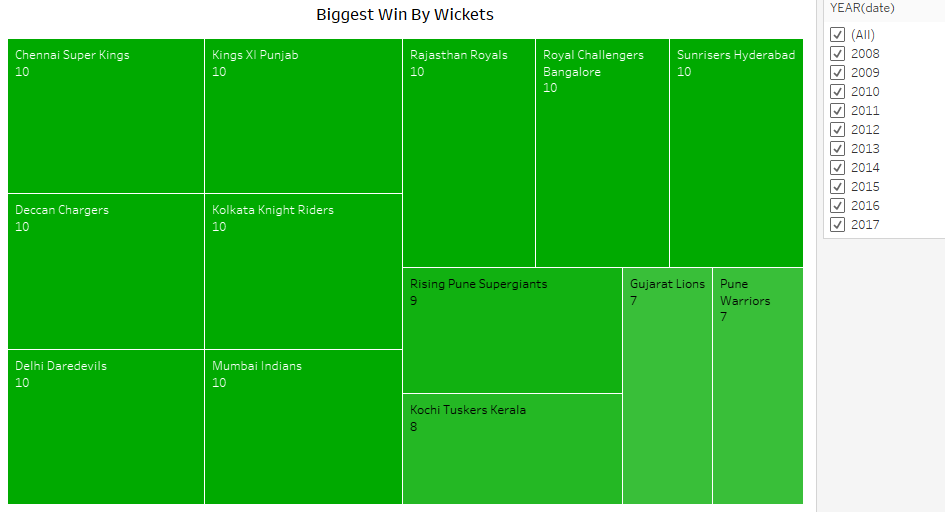 Biggest Win By Wickets
Chennai Super Kings
10
Kings XI Punjab
10
Rajasthan Royals
10
Royal Challengers
Bangalore
10
Sunrisers Hyderabad
10
Deccan Chargers
10
Kolkata Knight Riders
10
Rising Pune Supergiants
9
Gujarat Lions
7
Pune
Warriors
7
Delhi Daredevils
10
Mumbai Indians
10
Kochi Tuskers Kerala
8
YEAR(date)
(All)
2008
2009
2010
2011
2012
2013
2014
2015
2016
2017